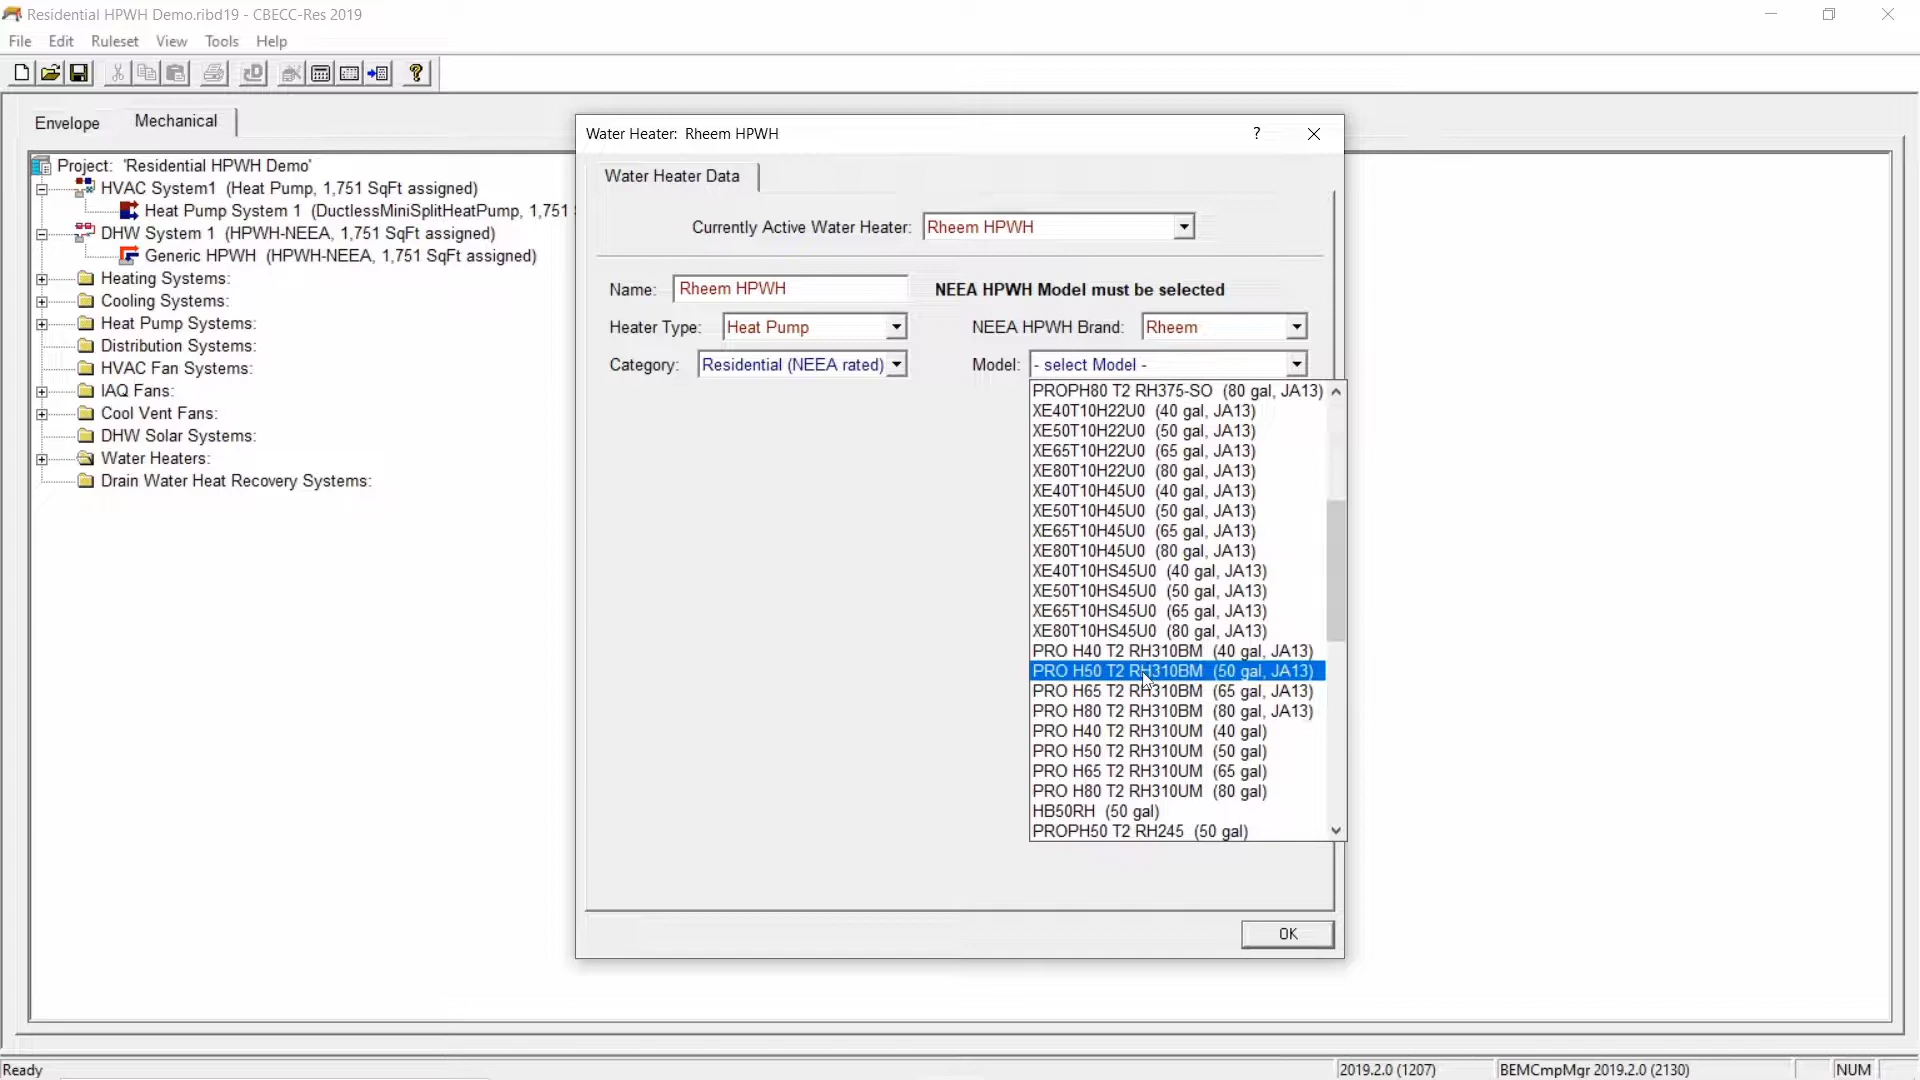 Residential HPWH Demo.ribd19 - CBECC-Res 2019
File Edit Ruleset View Tools Help
Envelope Mechanical
Project: 'Residential HPWH Demo'
HVAC System1 (Heat Pump, 1,751 SqFt assigned)
Heat Pump System 1 (DuctlessMiniSplitHeatPump, 1,751
DHW System 1 (HPWH-NEEA, 1,751 SqFt assigned)
Generic HPWH (HPWH-NEEA, 1,751 SqFt assigned)
Heating Systems:
Cooling Systems:
Heat Pump Systems:
Distribution Systems:
HVAC Fan Systems:
IAQ Fans:
Cool Vent Fans:
DHW Solar Systems:
Water Heaters:
Drain Water Heat Recovery Systems:
Water Heater: Rheem HPWH
Water Heater Data
Currently Active Water Heater: Rheem HPWH
Name: Rheem HPWH NEEA HPWH Model must be selected
Heater Type: Heat Pump NEEA HPWH Brand: Rheem
Category: Residential (NEEA rated) Model: - select Model -
PROPH80 T2 RH375-SO (80 gal, JA13)
XE40T10H22U0 (40 gal, JA13)
XE50T10H22U0 (50 gal, JA13)
XE65T10H22U0 (65 gal, JA13)
XE80T10H22U0 (80 gal, JA13)
XE40T10H45U0 (40 gal, JA13)
XE50T10H45U0 (50 gal, JA13)
XE65T10H45U0 (65 gal, JA13)
XE80T10H45U0 (80 gal, JA13)
XE40T10HS45U0 (40 gal, JA13)
XE50T10HS45U0 (50 gal, JA13)
XE65T10HS45U0 (65 gal, JA13)
XE80T10HS45U0 (80 gal, JA13)
PRO H40 T2 RH310BM (40 gal, JA13)
PRO H50 T2 RH310BM (50 gal, JA13)
PRO H65 T2 RH310BM (65 gal, JA13)
PRO H80 T2 RH310BM (80 gal, JA13)
PRO H40 T2 RH310UM (40 gal)
PRO H50 T2 RH310UM (50 gal)
PRO H65 T2 RH310UM (65 gal)
PRO H80 T2 RH310UM (80 gal)
HB50RH (50 gal)
PROPH50 T2 RH245 (50 gal)
OK
Ready 2019.2.0 (1207) BEMCmpMgr 2019.2.0 (2130) NUM